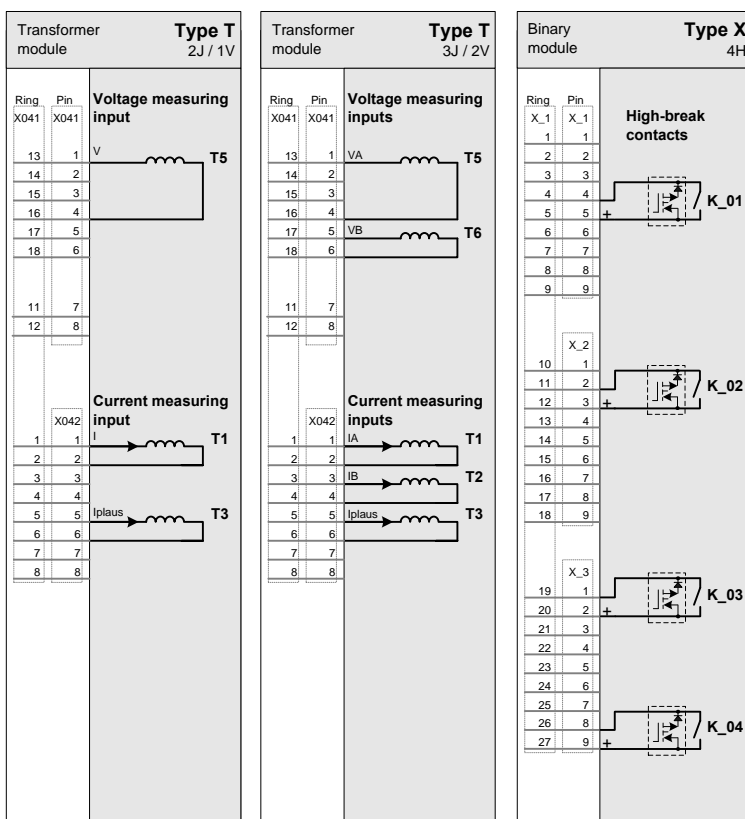 Transformer module Type T 2J / 1V
Ring Pin Voltage measuring input
X041 X041
13 1 V T5
14 2
15 3
16 4
17 5
18 6
11 7
12 8
Current measuring input
X042
1 1 I T1
2 2
3 3
4 4
5 5 Iplaus T3
6 6
7 7
8 8
Transformer module Type T 3J / 2V
Ring Pin Voltage measuring inputs
X041 X041
13 1 VA T5
14 2
15 3
16 4
17 5 VB T6
18 6
11 7
12 8
Current measuring inputs
X042
1 1 IA T1
2 2
3 3 IB T2
4 4
5 5 Iplaus T3
6 6
7 7
8 8
Binary module Type X 4H
Ring Pin
X_1 X_1 High-break contacts
1 1
2 2
3 3
4 4 K_01
5 5 +
6 6
7 7
8 8
9 9
X_2
10 1
11 2 K_02
12 3 +
13 4
14 5
15 6
16 7
17 8
18 9
X_3
19 1 K_03
20 2 +
21 3
22 4
23 5
24 6
25 7
26 8 K_04
27 9 +